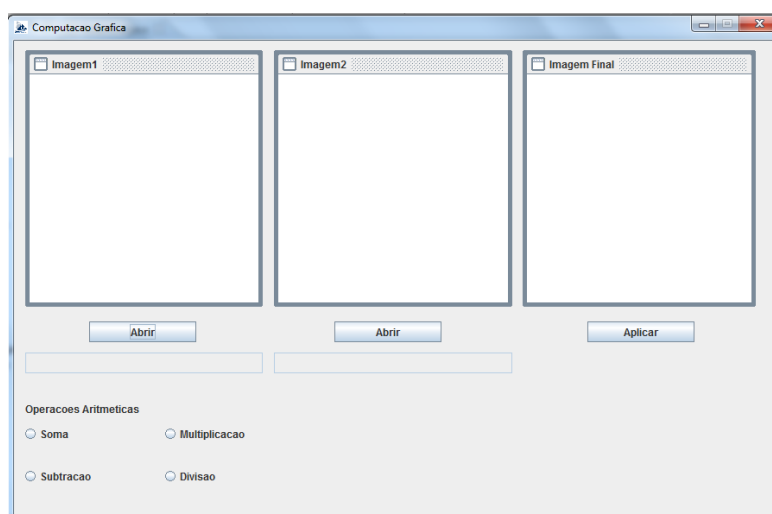 Computacao Grafica
Imagem1
Imagem2
Imagem Final
Abrir
Abrir
Aplicar
Operacoes Aritmeticas
Soma
Multiplicacao
Subtracao
Divisao